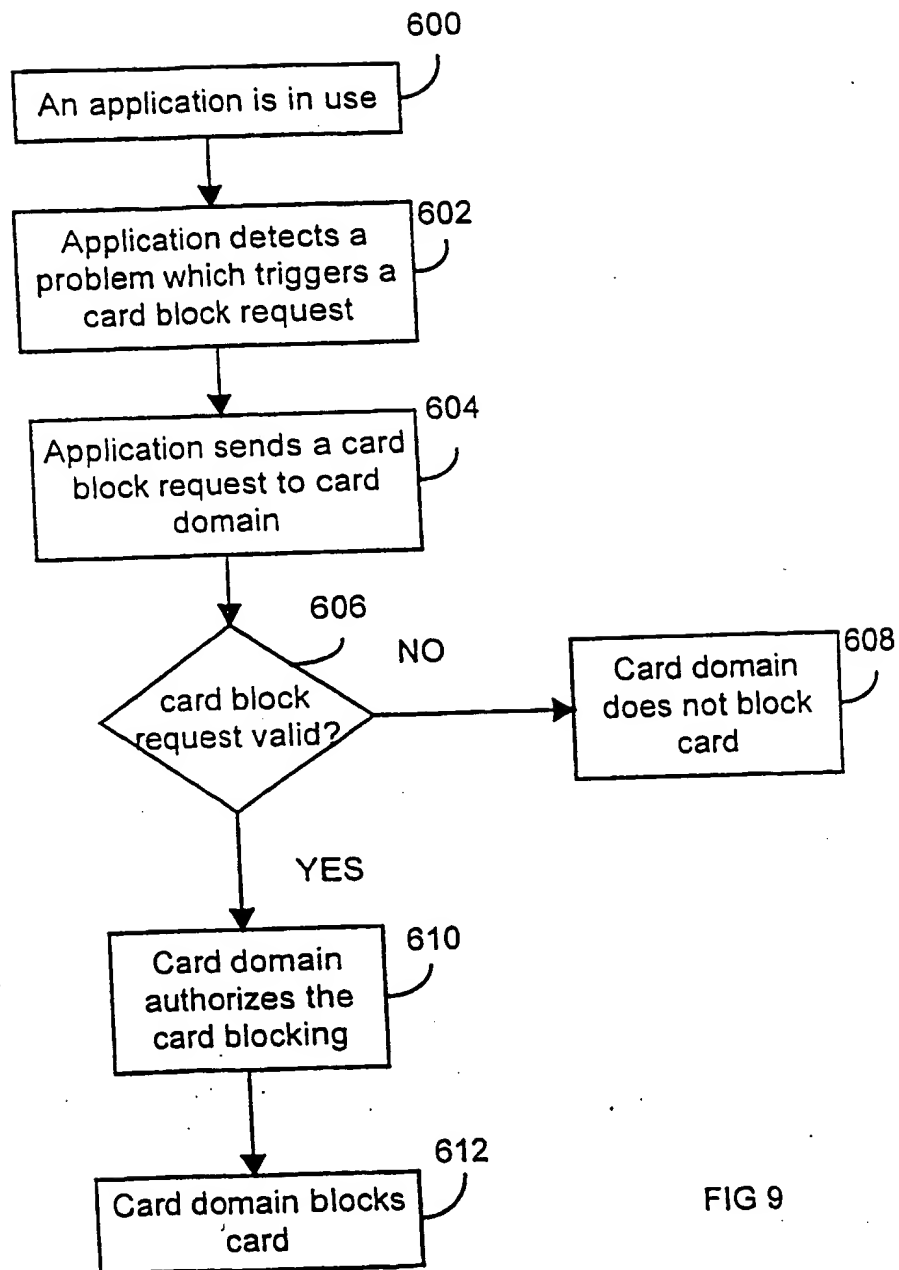 600
An application is in use
602
Application detects a
problem which triggers a
card block request
604
Application sends a card
block request to card
domain
606
NO
608
card block
request valid?
Card domain
does not block
card
YES
610
Card domain
authorizes the
card blocking
612
Card domain blocks
card
FIG 9